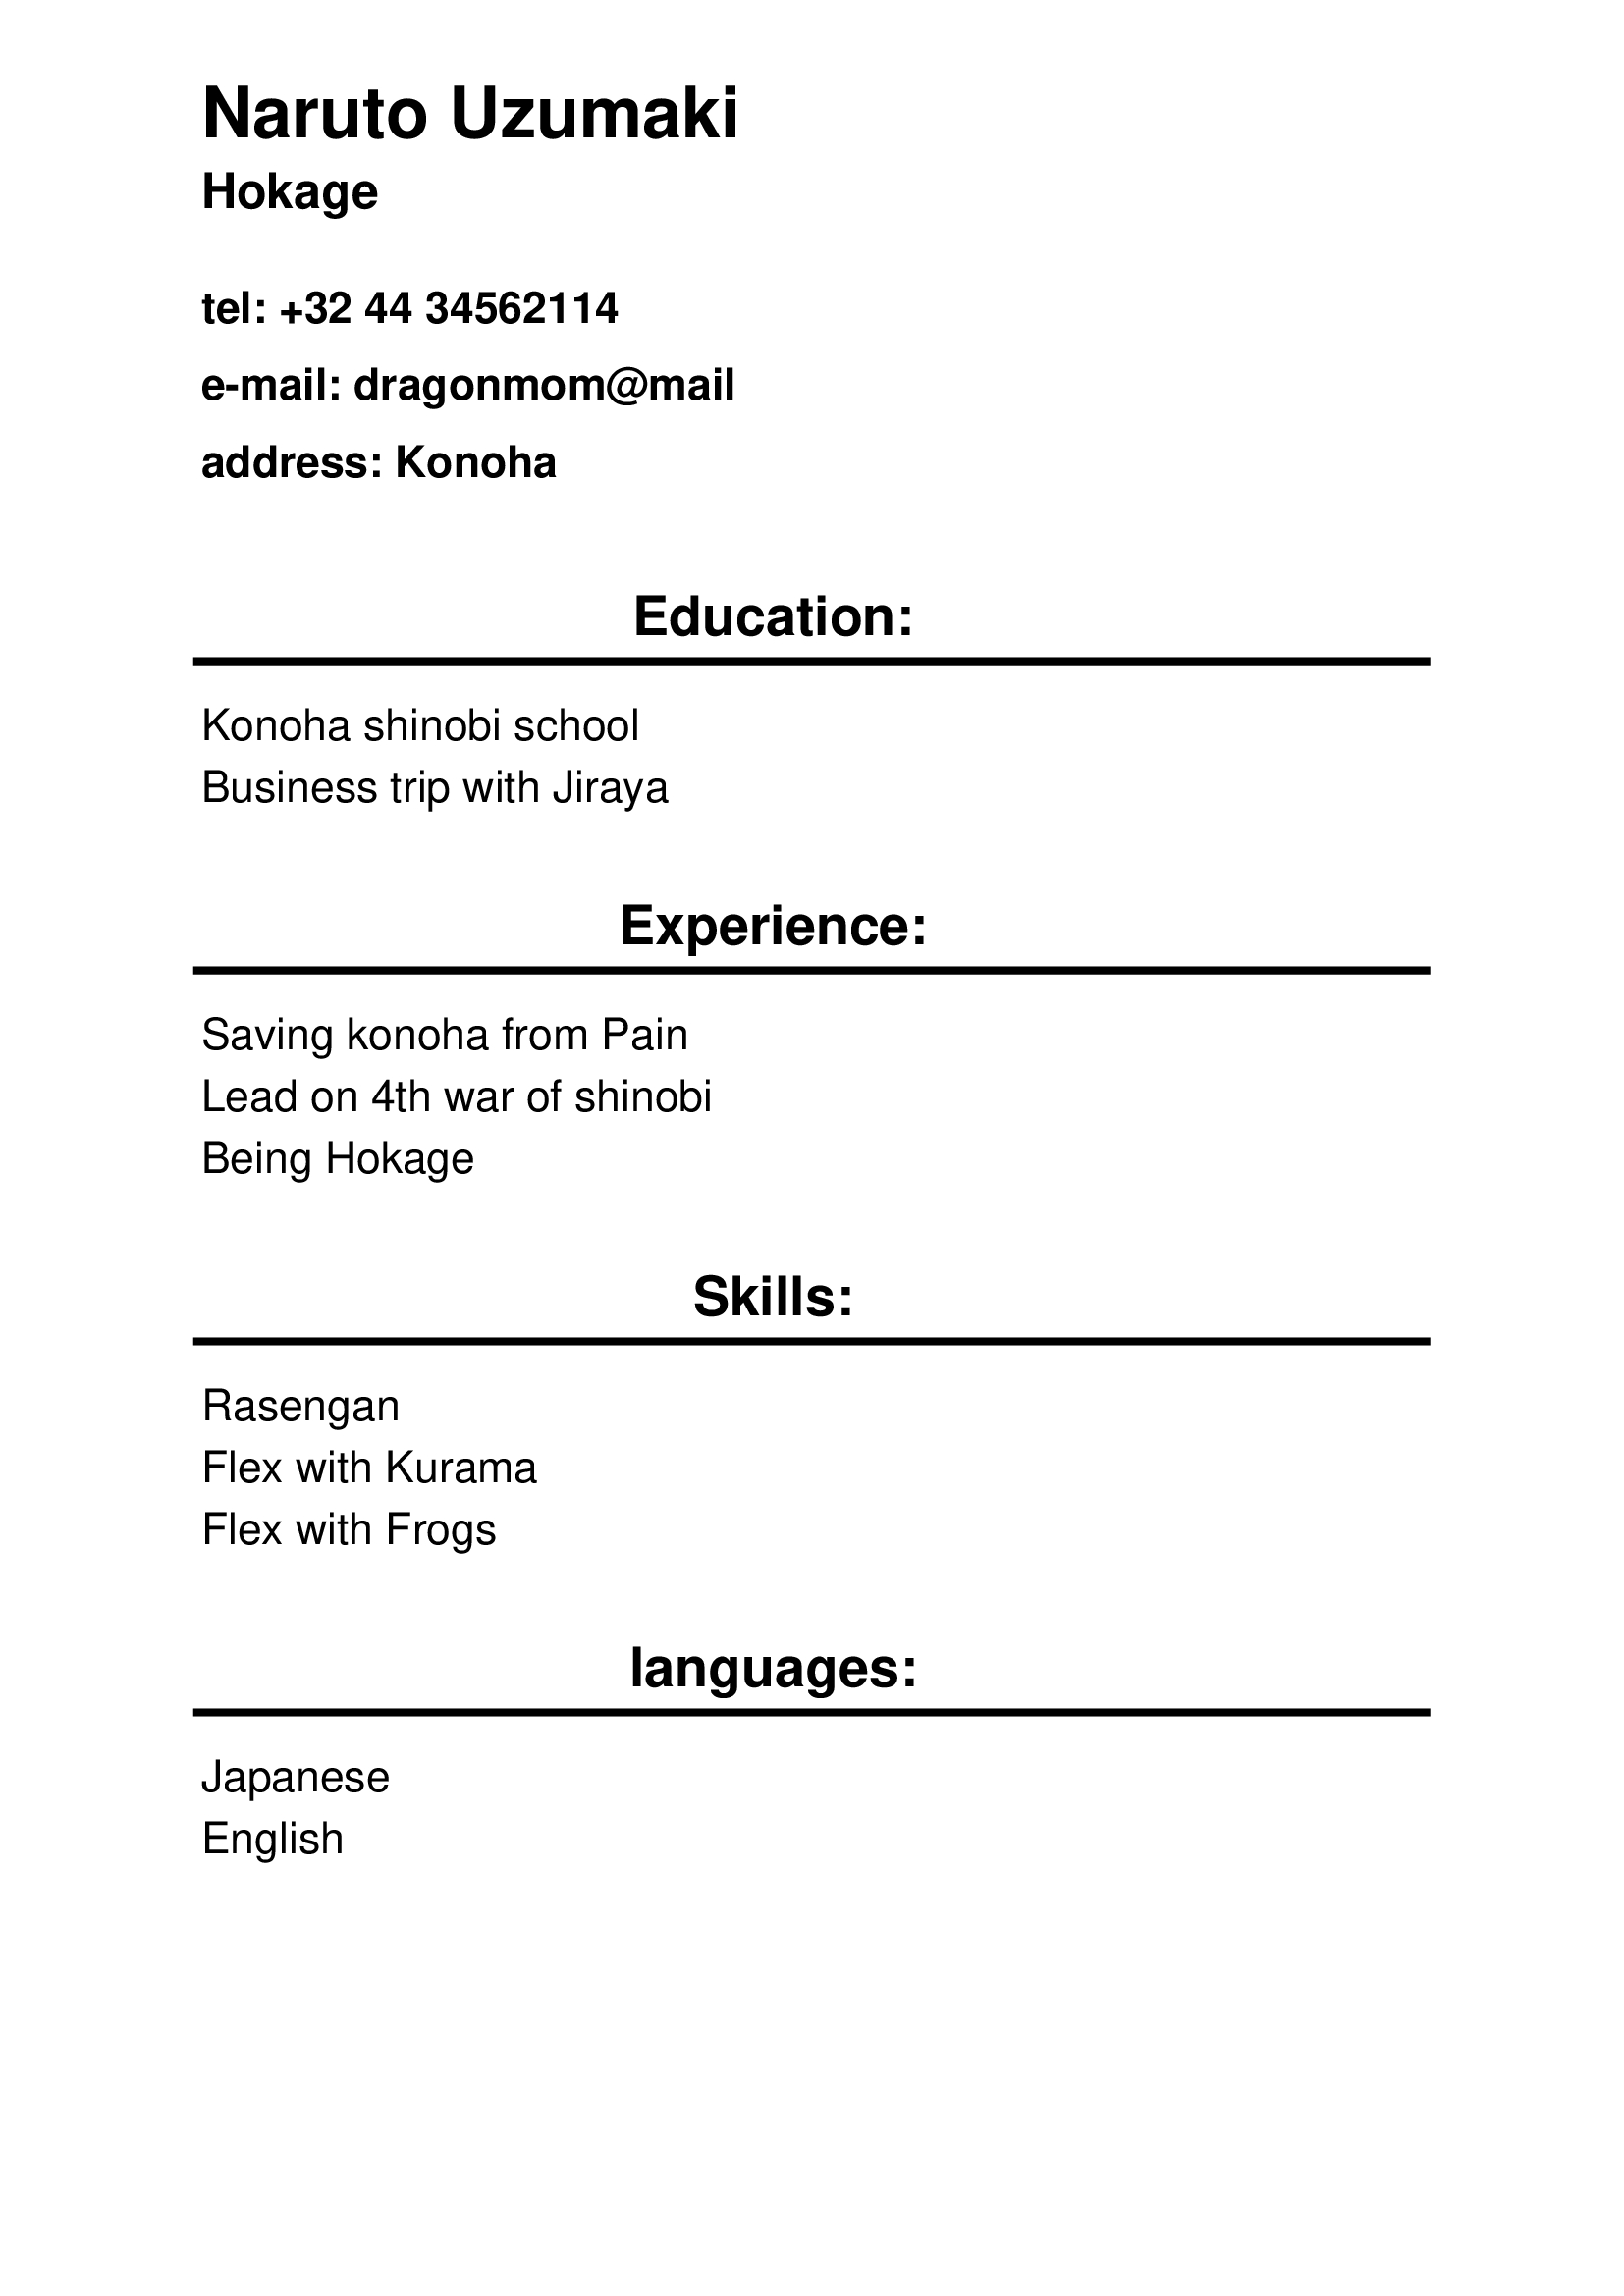 Naruto Uzumaki
Hokage
tel: +32 44 34562114
e-mail: dragonmom@mail
address: Konoha
Education:
Konoha shinobi school
Business trip with Jiraya
Experience:
Saving konoha from Pain
Lead on 4th war of shinobi
Being Hokage
Skills:
Rasengan
Flex with Kurama
Flex with Frogs
languages:
Japanese
English